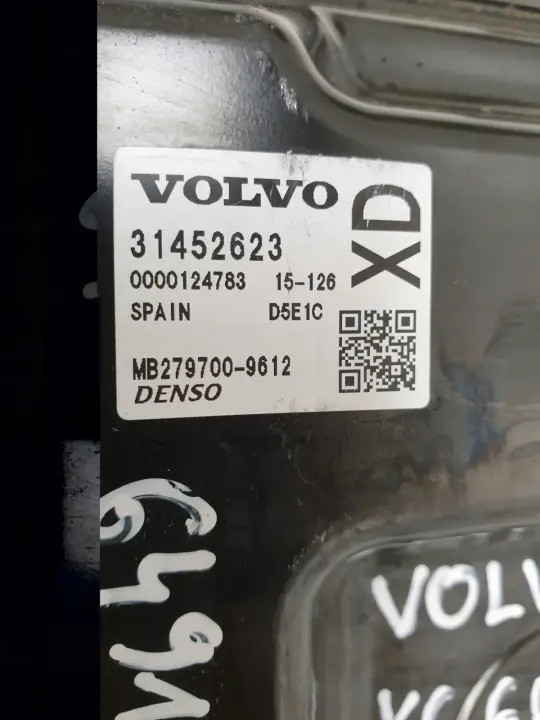 VOLVO
XD
31452623
0000124783 15-126
SPAIN D5E1C
MB279700-9612
DENSO
VOLV